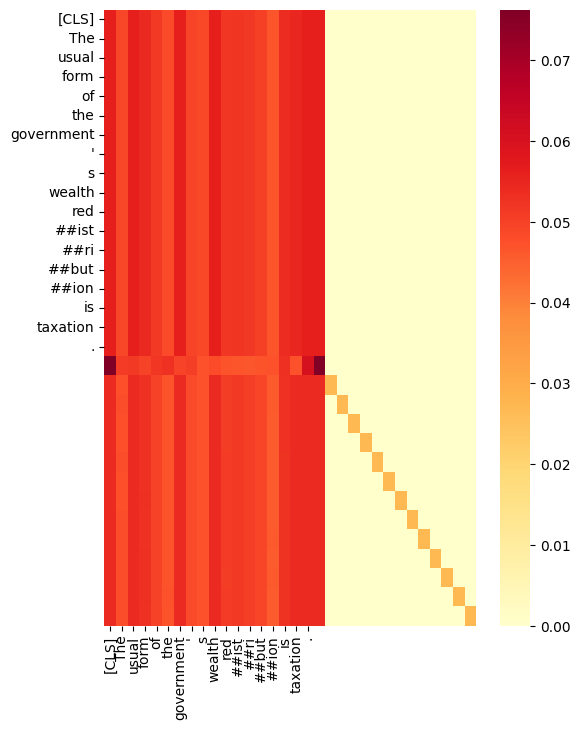 [CLS]
The
usual
form
of
the
government
'
s
wealth
red
##ist
##ri
##but
##ion
is
taxation
.
0.07
0.06
0.05
0.04
0.03
0.02
0.01
0.00
[CLS]
The
usual
form
of
the
government
'
s
wealth
red
##ist
##ri
##but
##ion
is
taxation
.